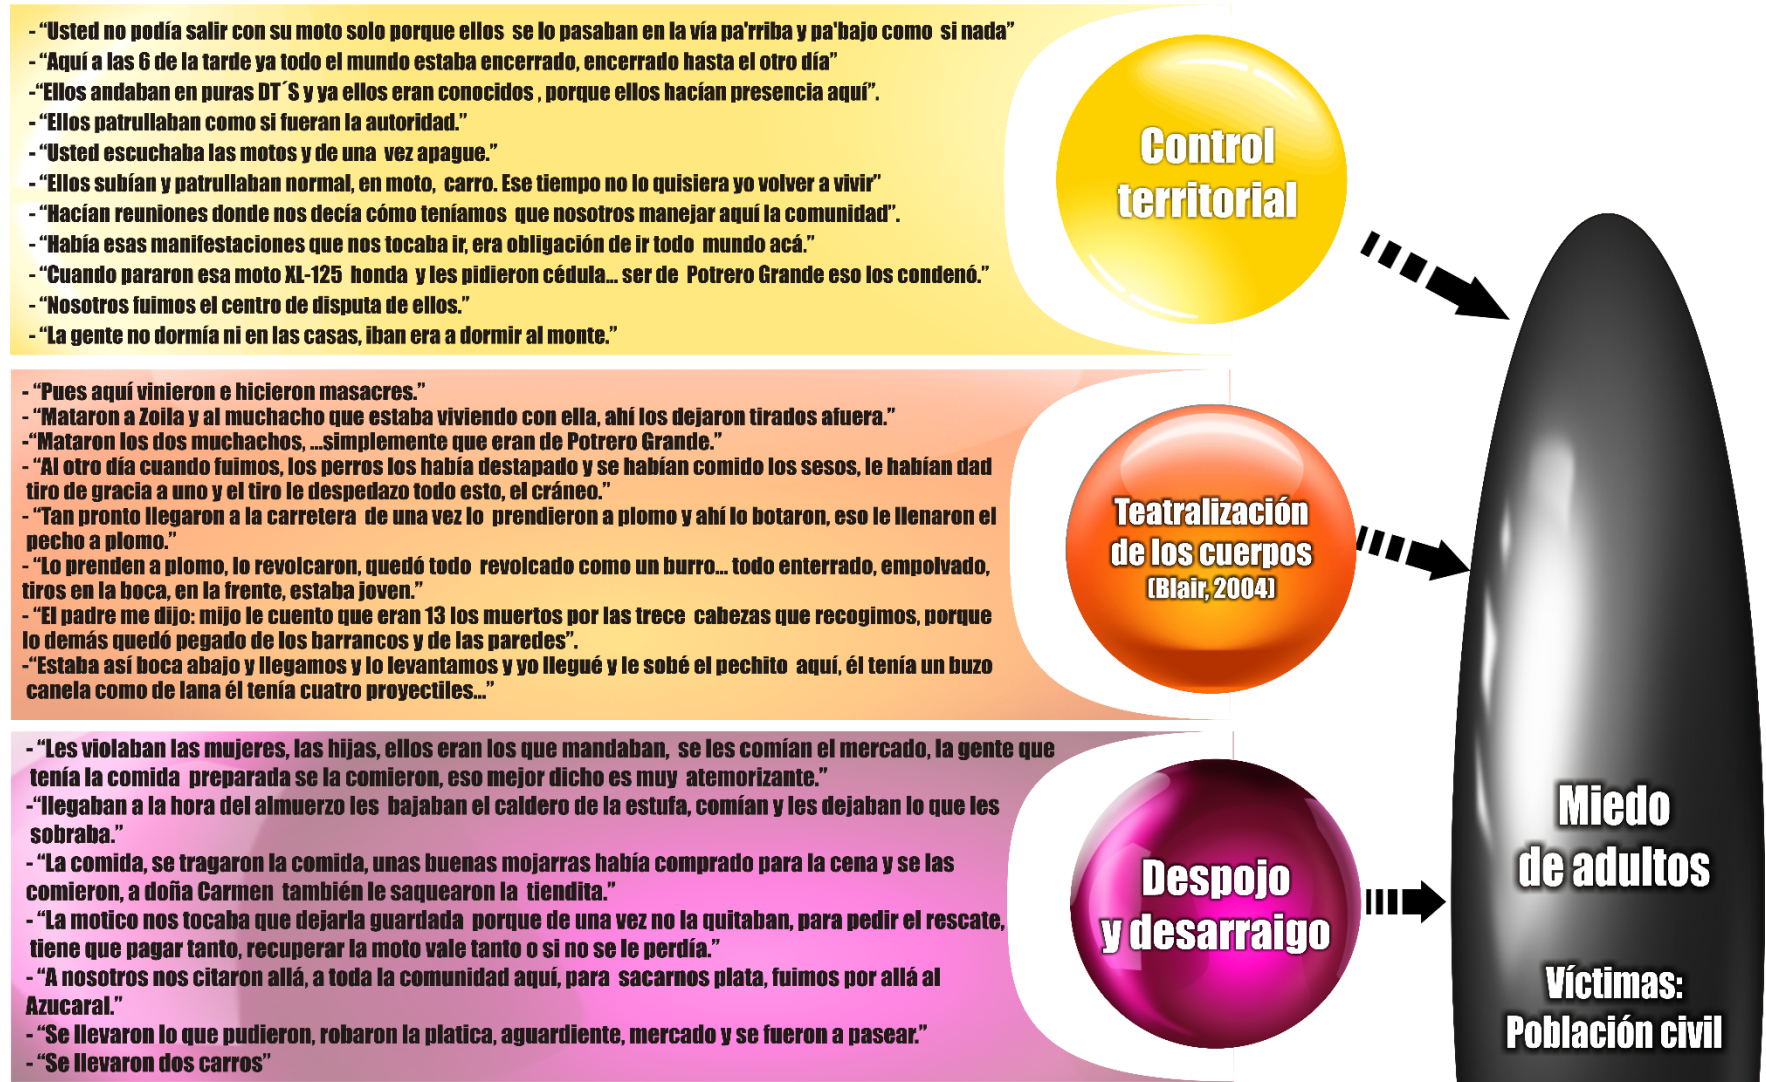 - “Usted no podía salir con su moto solo porque ellos se lo pasaban en la vía pa'rriba y pa'bajo como si nada”
- “Aquí a las 6 de la tarde ya todo el mundo estaba encerrado, encerrado hasta el otro día”
-“Ellos andaban en puras DT´S y ya ellos eran conocidos , porque ellos hacían presencia aquí”.
- “Ellos patrullaban como si fueran la autoridad.”
- “Usted escuchaba las motos y de una vez apague.”
- “Ellos subían y patrullaban normal, en moto, carro. Ese tiempo no lo quisiera yo volver a vivir”
- “Hacían reuniones donde nos decía cómo teníamos que nosotros manejar aquí la comunidad”.
- “Había esas manifestaciones que nos tocaba ir, era obligación de ir todo mundo acá.”
- “Cuando pararon esa moto XL-125 honda y les pidieron cédula... ser de Potrero Grande eso los condenó.”
- “Nosotros fuimos el centro de disputa de ellos.”
- “La gente no dormía ni en las casas, iban era a dormir al monte.”
Control
territorial
- “Pues aquí vinieron e hicieron masacres.”
- “Mataron a Zoila y al muchacho que estaba viviendo con ella, ahí los dejaron tirados afuera.”
-“Mataron los dos muchachos, ...simplemente que eran de Potrero Grande.”
- “Al otro día cuando fuimos, los perros los había destapado y se habían comido los sesos, le habían dad
tiro de gracia a uno y el tiro le despedazo todo esto, el cráneo.”
- “Tan pronto llegaron a la carretera de una vez lo prendieron a plomo y ahí lo botaron, eso le llenaron el
pecho a plomo.”
- “Lo prenden a plomo, lo revolcaron, quedó todo revolcado como un burro... todo enterrado, empolvado,
tiros en la boca, en la frente, estaba joven.”
- “El padre me dijo: mijo le cuento que eran 13 los muertos por las trece cabezas que recogimos, porque
lo demás quedó pegado de los barrancos y de las paredes”.
-“Estaba así boca abajo y llegamos y lo levantamos y yo llegué y le sobé el pechito aquí, él tenía un buzo
canela como de lana él tenía cuatro proyectiles...”
Teatralización
de los cuerpos
(Blair, 2004)
- “Les violaban las mujeres, las hijas, ellos eran los que mandaban, se les comían el mercado, la gente que
tenía la comida preparada se la comieron, eso mejor dicho es muy atemorizante.”
-“llegaban a la hora del almuerzo les bajaban el caldero de la estufa, comían y les dejaban lo que les
sobraba.”
- “La comida, se tragaron la comida, unas buenas mojarras había comprado para la cena y se las
comieron, a doña Carmen también le saquearon la tiendita.”
- “La motico nos tocaba que dejarla guardada porque de una vez no la quitaban, para pedir el rescate,
tiene que pagar tanto, recuperar la moto vale tanto o si no se le perdía.”
- “A nosotros nos citaron allá, a toda la comunidad aquí, para sacarnos plata, fuimos por allá al
Azucaral.”
- “Se llevaron lo que pudieron, robaron la platica, aguardiente, mercado y se fueron a pasear.”
- “Se llevaron dos carros”
Despojo
y desarraigo
Miedo
de adultos
Víctimas:
Población civil